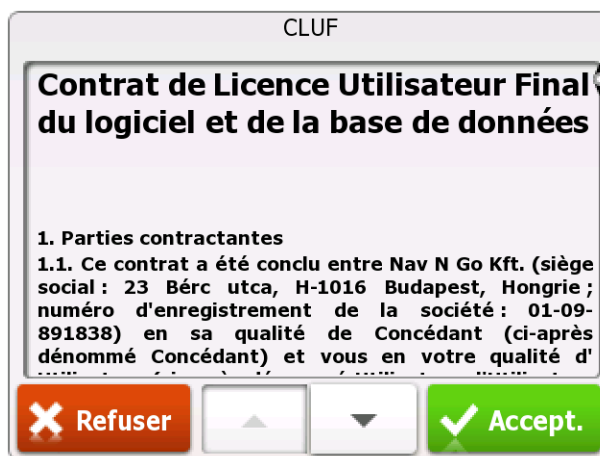 CLUF
Contrat de Licence Utilisateur Final
du logiciel et de la base de données
1. Parties contractantes
1.1. Ce contrat a été conclu entre Nav N Go Kft. (siège
social : 23 Bérc utca, H-1016 Budapest, Hongrie ;
numéro d'enregistrement de la société : 01-09-
891838) en sa qualité de Concédant (ci-après
dénommé Concédant) et vous en votre qualité d'
Refuser
Accept.